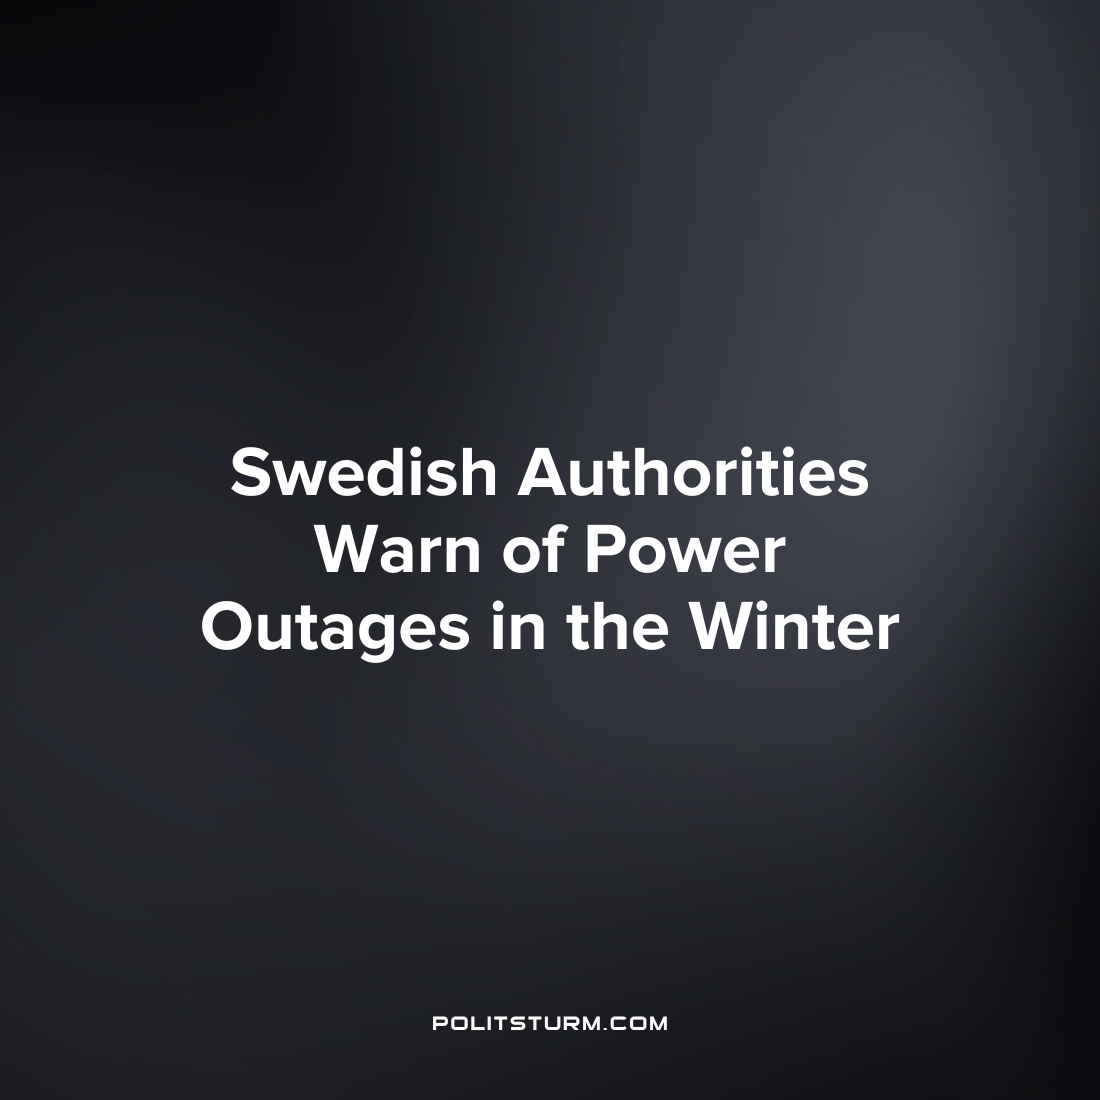 Swedish Authorities
Warn of Power
Outages in the Winter
POLITSTURM.COM